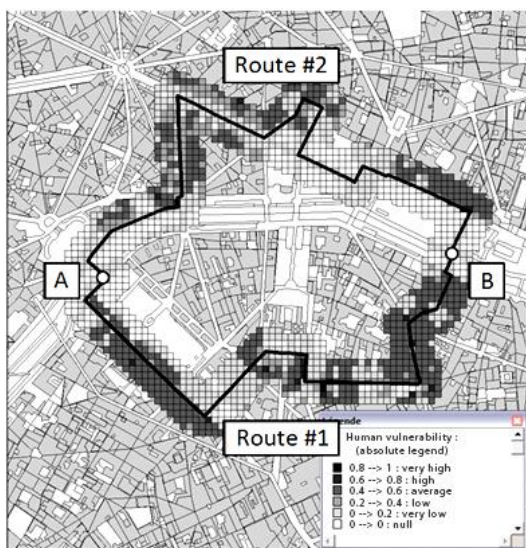 Route #2
A
B
Route #1
Human vulnerability :
(absolute legend)
0.8 --> 1 : very high
0.6 --> 0.8 : high
0.4 --> 0.6 : average
0.2 --> 0.4 : low
0 --> 0.2 : very low
0 --> 0 : null